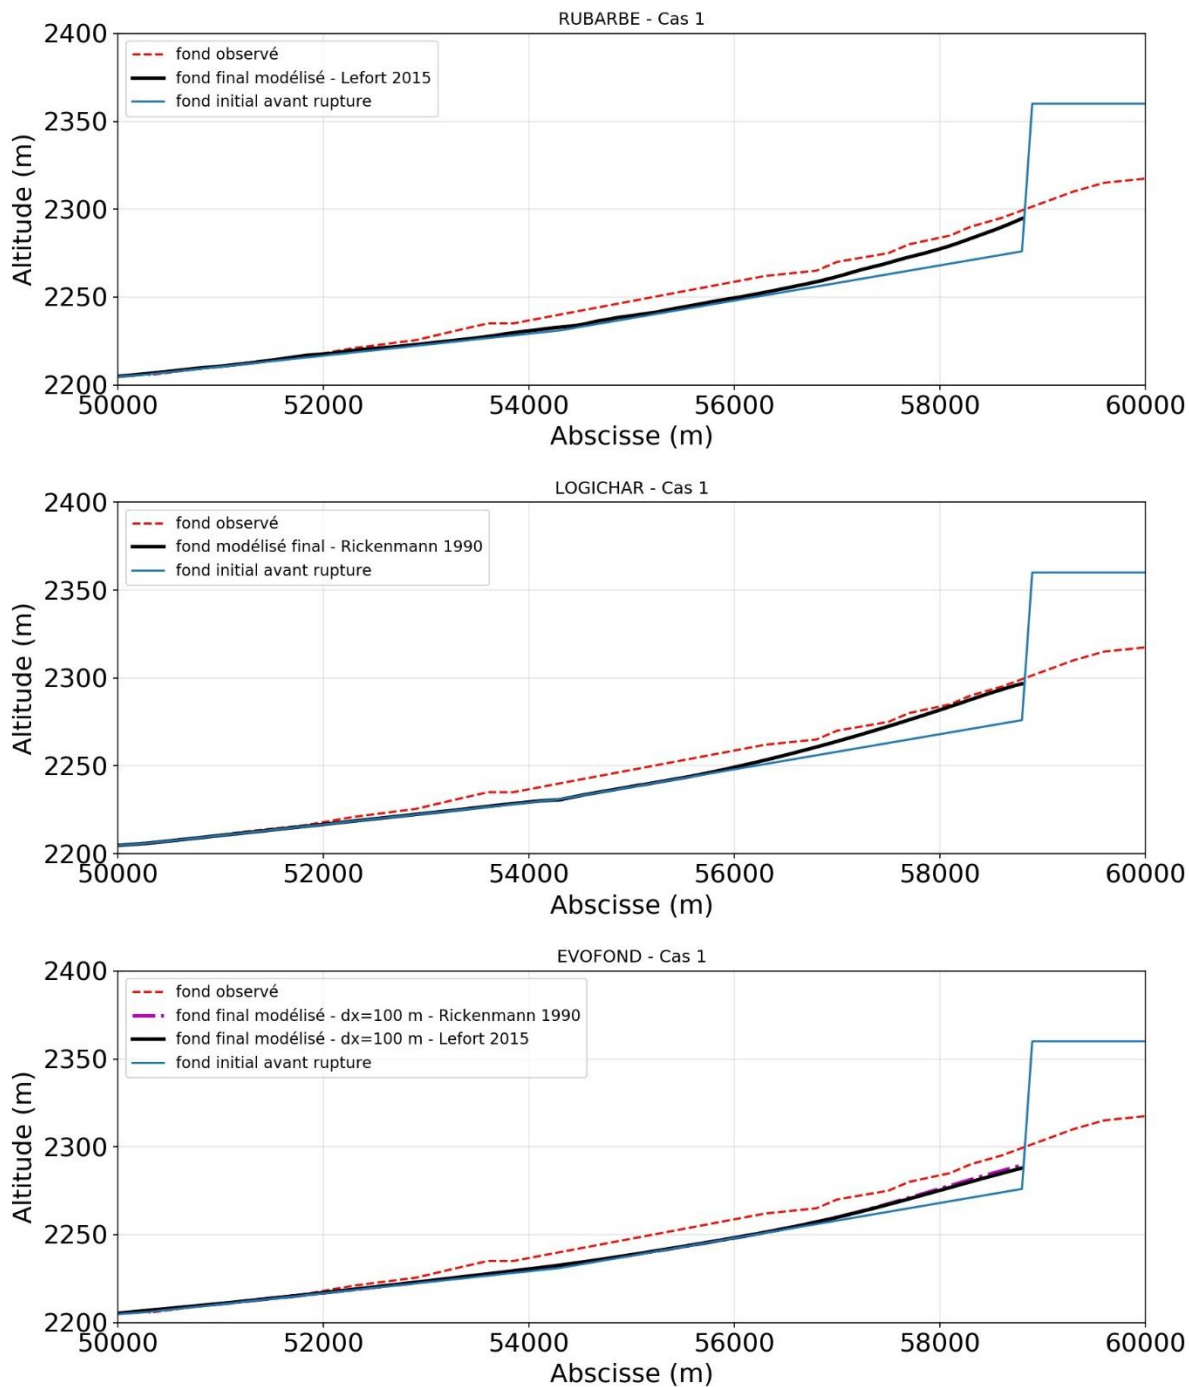 RUBARBE - Cas 1
fond observé
fond final modélisé - Lefort 2015
fond initial avant rupture
Altitude (m)
2400
2350
2300
2250
2200
50000 52000 54000 56000 58000 60000
Abscisse (m)
LOGICHAR - Cas 1
fond observé
fond modélisé final - Rickenmann 1990
fond initial avant rupture
Altitude (m)
2400
2350
2300
2250
2200
50000 52000 54000 56000 58000 60000
Abscisse (m)
EVOFOND - Cas 1
fond observé
fond final modélisé - dx=100 m - Rickenmann 1990
fond final modélisé - dx=100 m - Lefort 2015
fond initial avant rupture
Altitude (m)
2400
2350
2300
2250
2200
50000 52000 54000 56000 58000 60000
Abscisse (m)